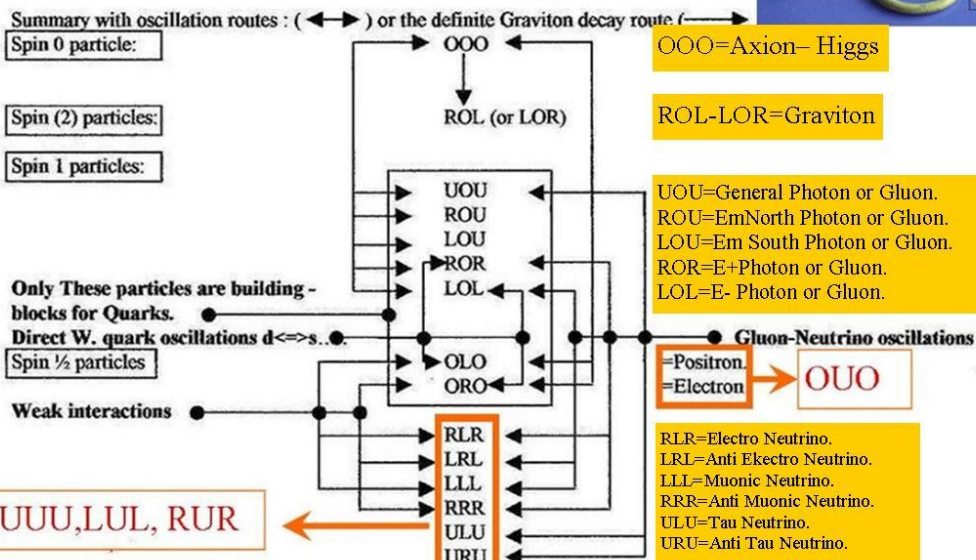 Summary with oscillation routes : ( ) or the definite Graviton decay route (
Spin 0 particle:
OOO
OOO=Axion– Higgs
Spin (2) particles:
ROL (or LOR)
ROL-LOR=Graviton
Spin 1 particles:
UOU
ROU
LOU
ROR
LOL
UOU=General Photon or Gluon.
ROU=EmNorth Photon or Gluon.
LOU=Em South Photon or Gluon.
ROR=E+Photon or Gluon.
LOL=E- Photon or Gluon.
Only These particles are building -
blocks for Quarks.
Direct W. quark oscillations d<=>s..
Gluon-Neutrino oscillations
Spin ½ particles
OLO
ORO
=Positron.
=Electron
OUO
Weak interactions
RLR
LRL
LLL
RRR
ULU
URU
RLR=Electro Neutrino.
LRL=Anti Ekectro Neutrino.
LLL=Muonic Neutrino.
RRR=Anti Muonic Neutrino.
ULU=Tau Neutrino.
URU=Anti Tau Neutrino.
UUU,LUL, RUR